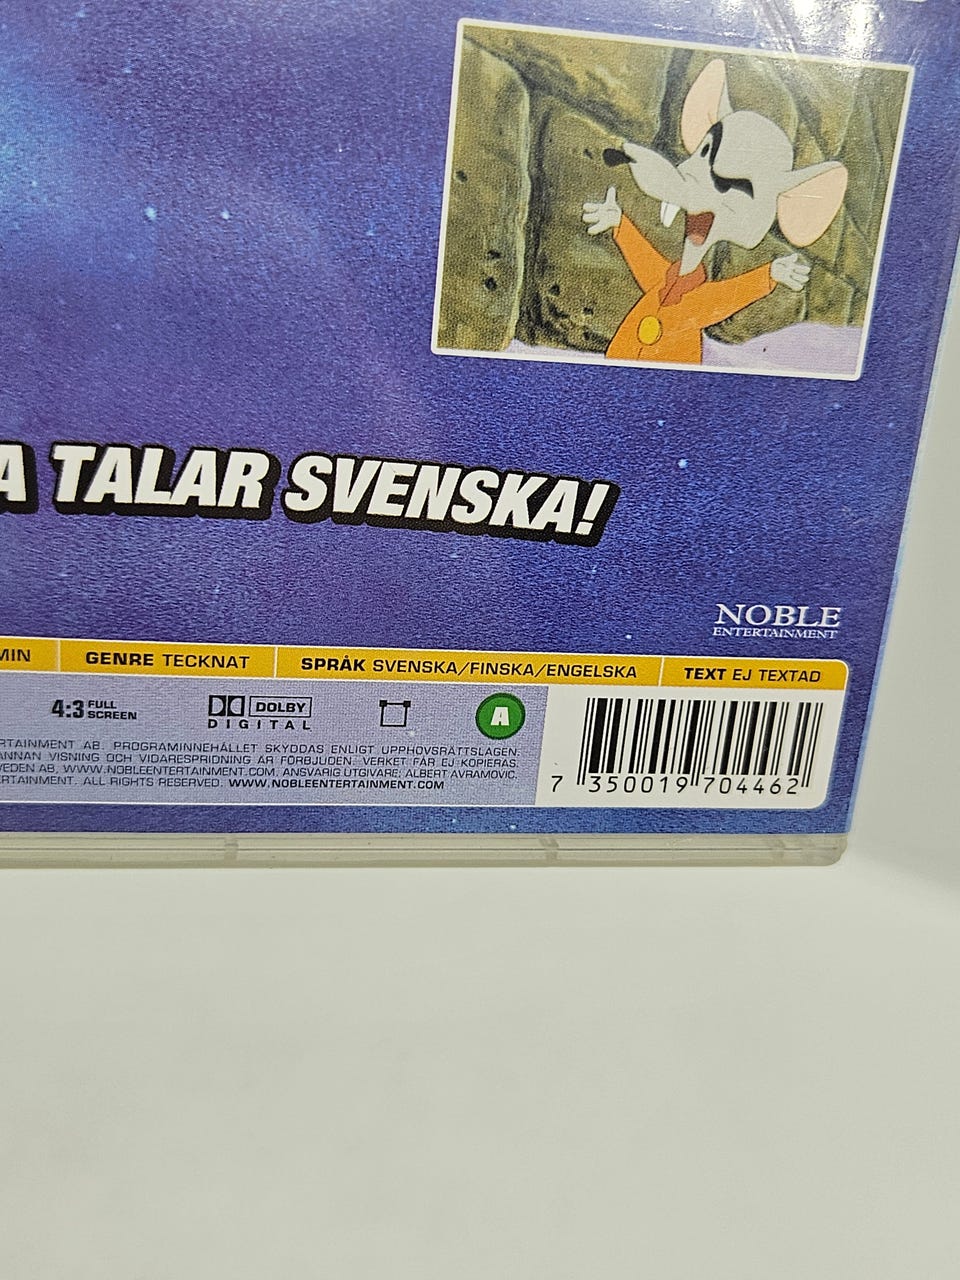 A TALAR SVENSKA!
NOBLE
ENTERTAINMENT
MIN GENRE TECKNAT SPRÅK SVENSKA/FINSKA/ENGELSKA TEXT EJ TEXTAD
4:3 FULL SCREEN DOLBY DIGITAL A
RTAINMENT AB. PROGRAMINNEHÅLLET SKYDDAS ENLIGT UPPHOVSRÄTTSLAGEN.
ANNAN VISNING OCH VIDARESPRIDNING ÄR FÖRBJUDEN. VERKET FÅR EJ KOPIERAS.
EDEN AB, WWW.NOBLEENTERTAINMENT.COM. ANSVARIG UTGIVARE: ALBERT AVRAMOVIC.
ERTAINMENT. ALL RIGHTS RESERVED. WWW.NOBLEENTERTAINMENT.COM
7 350019 704462